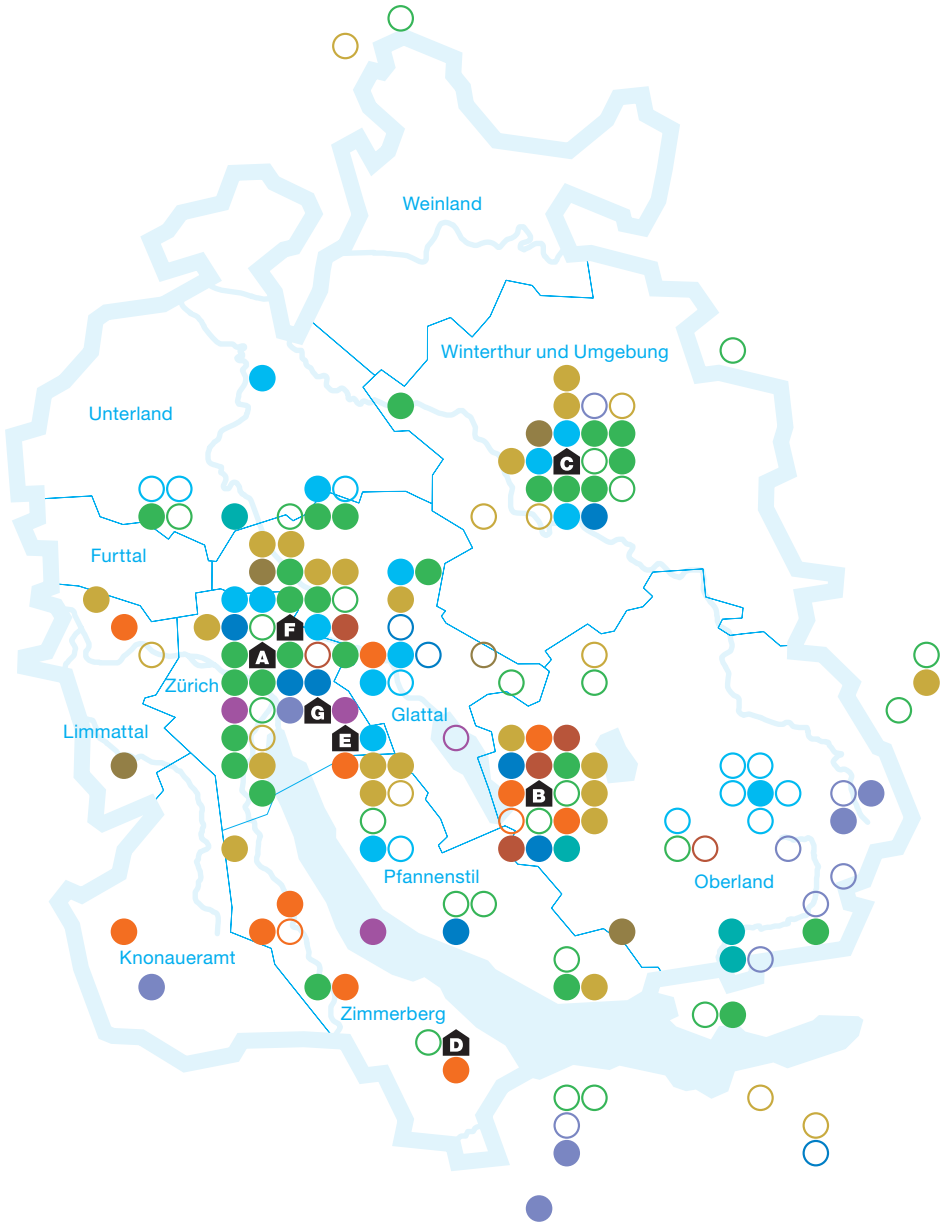 Weinland
Winterthur und Umgebung
Unterland
C
Furttal
F
A
Zürich
G
Glattal
Limmattal
E
B
Pfannenstil
Oberland
Knonaueramt
Zimmerberg
D